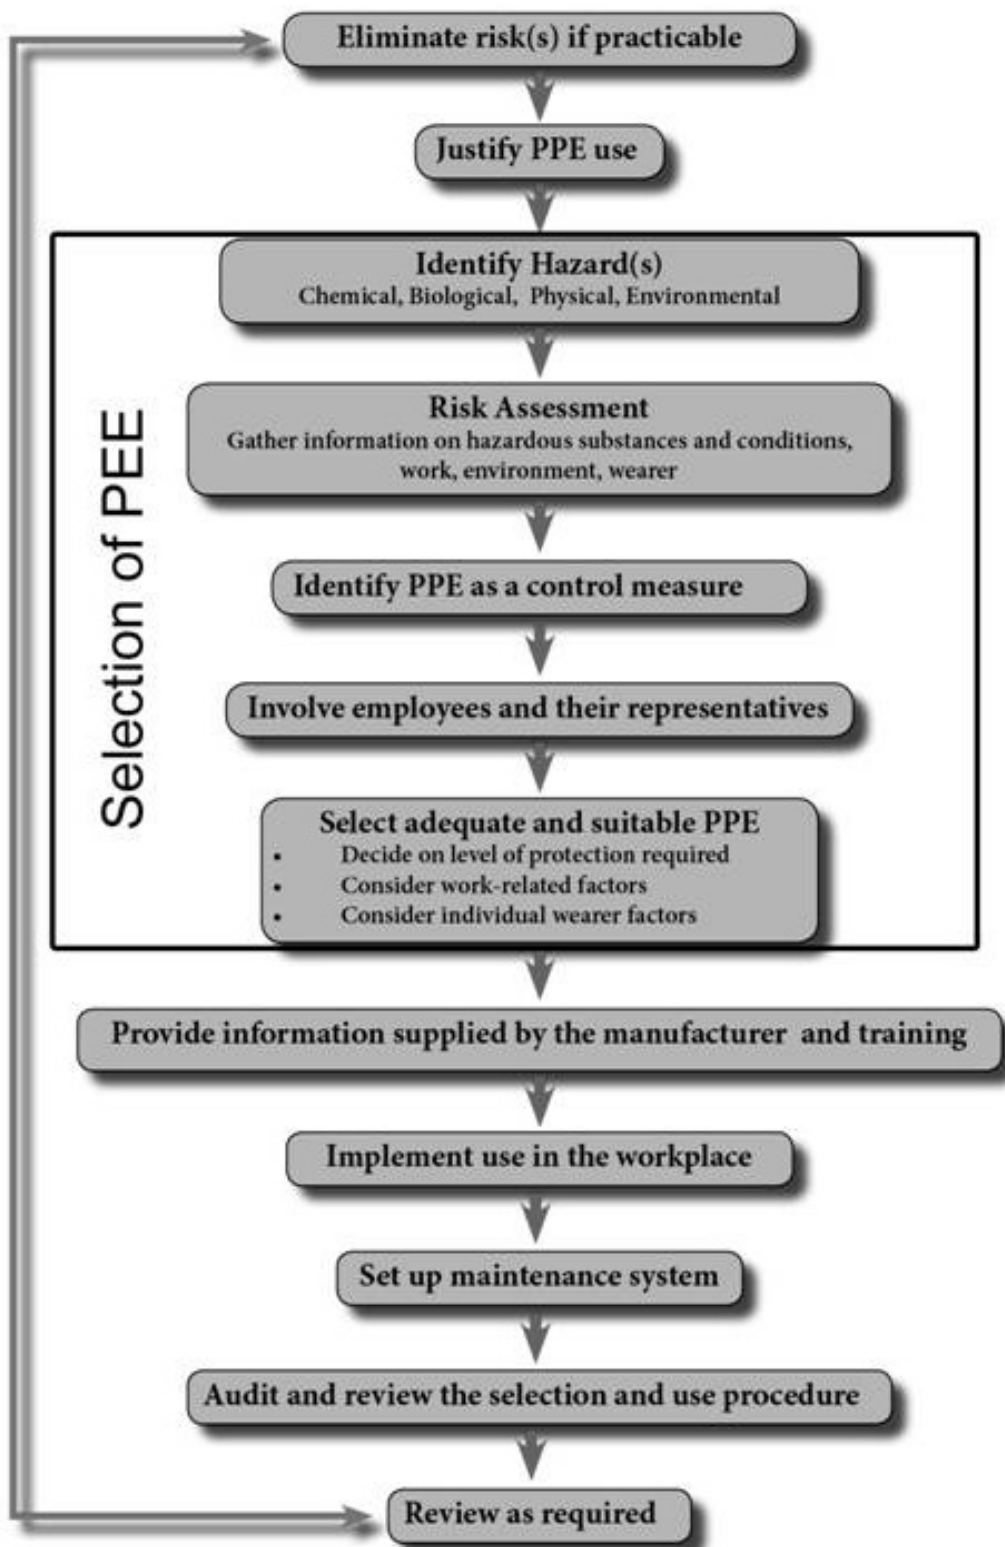 Eliminate risk(s) if practicable
Justify PPE use
Identify Hazard(s)
Chemical, Biological, Physical, Environmental
Risk Assessment
Gather information on hazardous substances and conditions,
work, environment, wearer
Identify PPE as a control measure
Involve employees and their representatives
Select adequate and suitable PPE
• Decide on level of protection required
• Consider work-related factors
• Consider individual wearer factors
Selection of PEE
Provide information supplied by the manufacturer and training
Implement use in the workplace
Set up maintenance system
Audit and review the selection and use procedure
Review as required